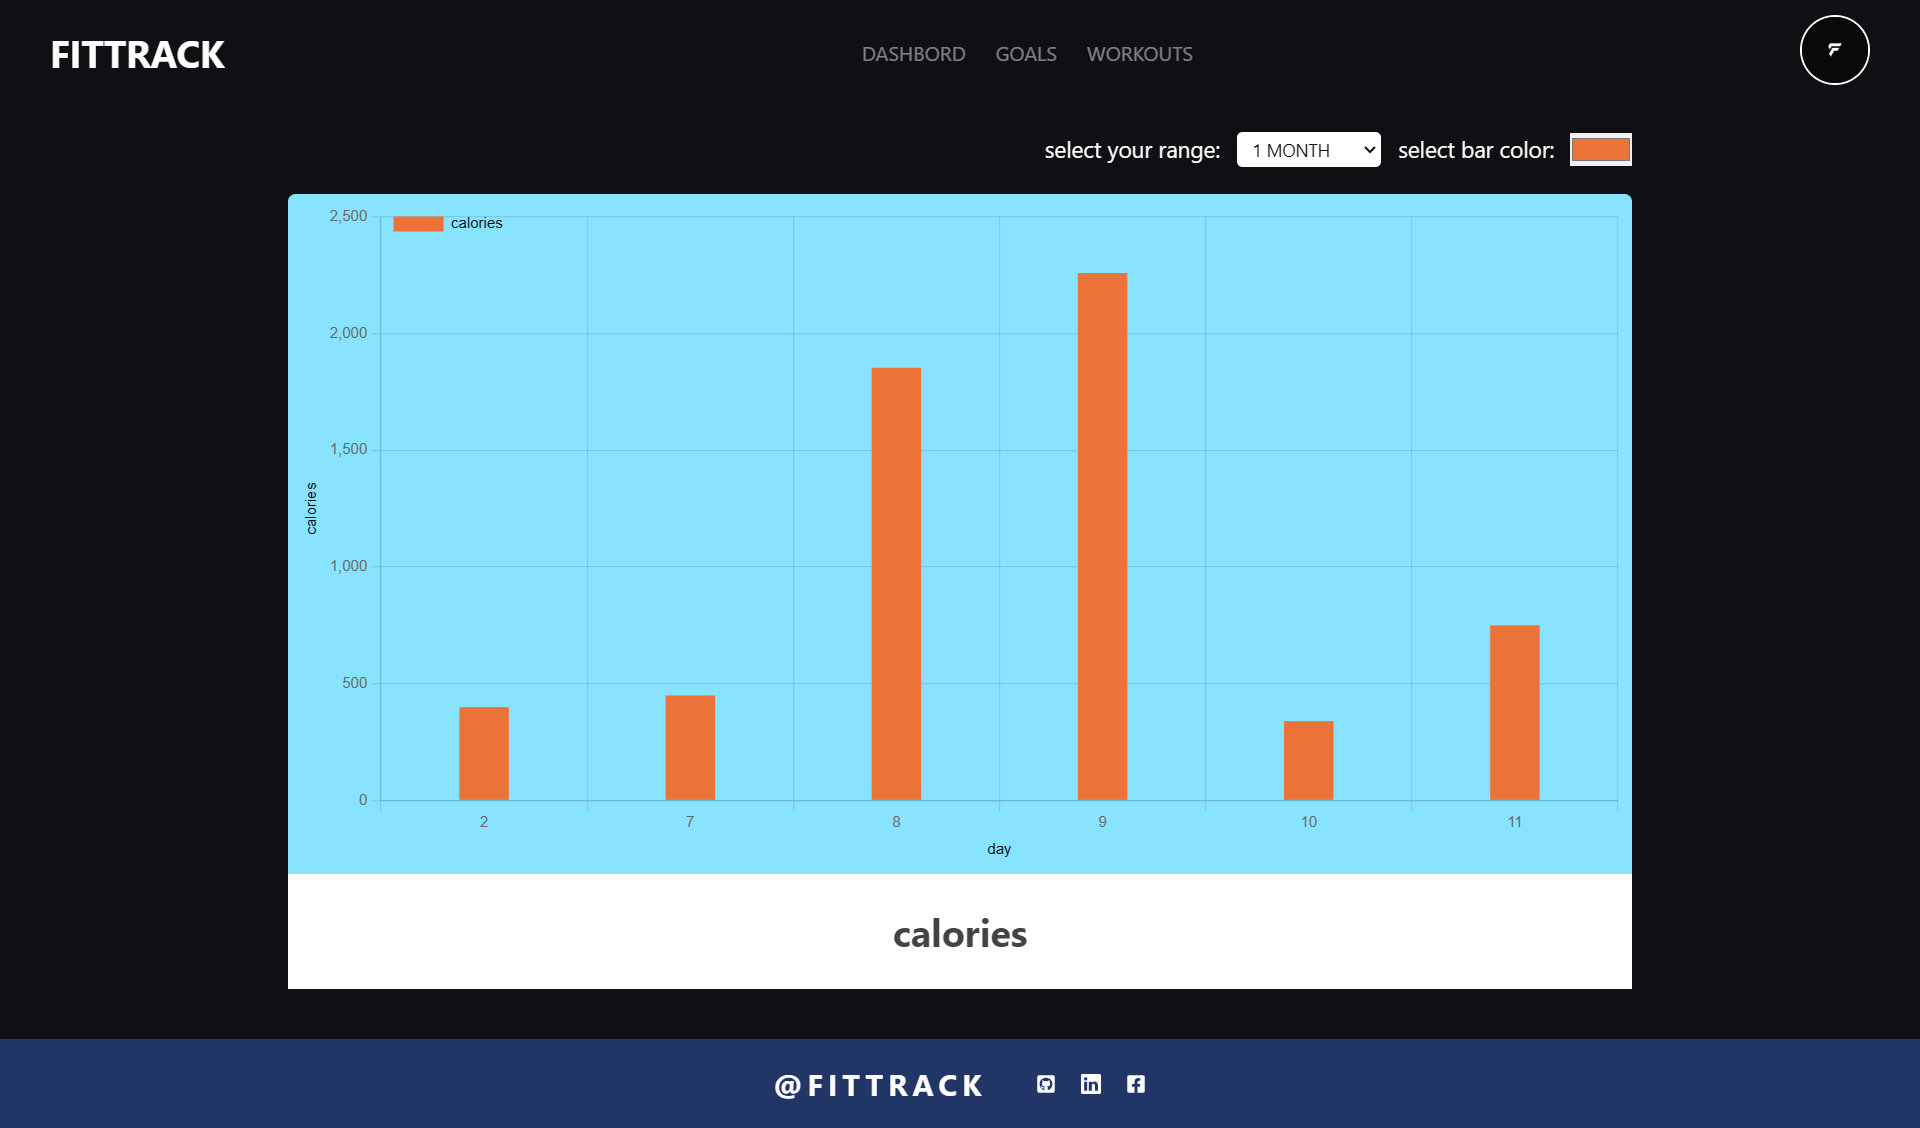 FITTRACK
DASHBORD GOALS WORKOUTS
select your range: 1 MONTH select bar color:
calories
2,500
2,000
1,500
1,000
500
0
calories
2 7 8 9 10 11
day
calories
@FITTRACK